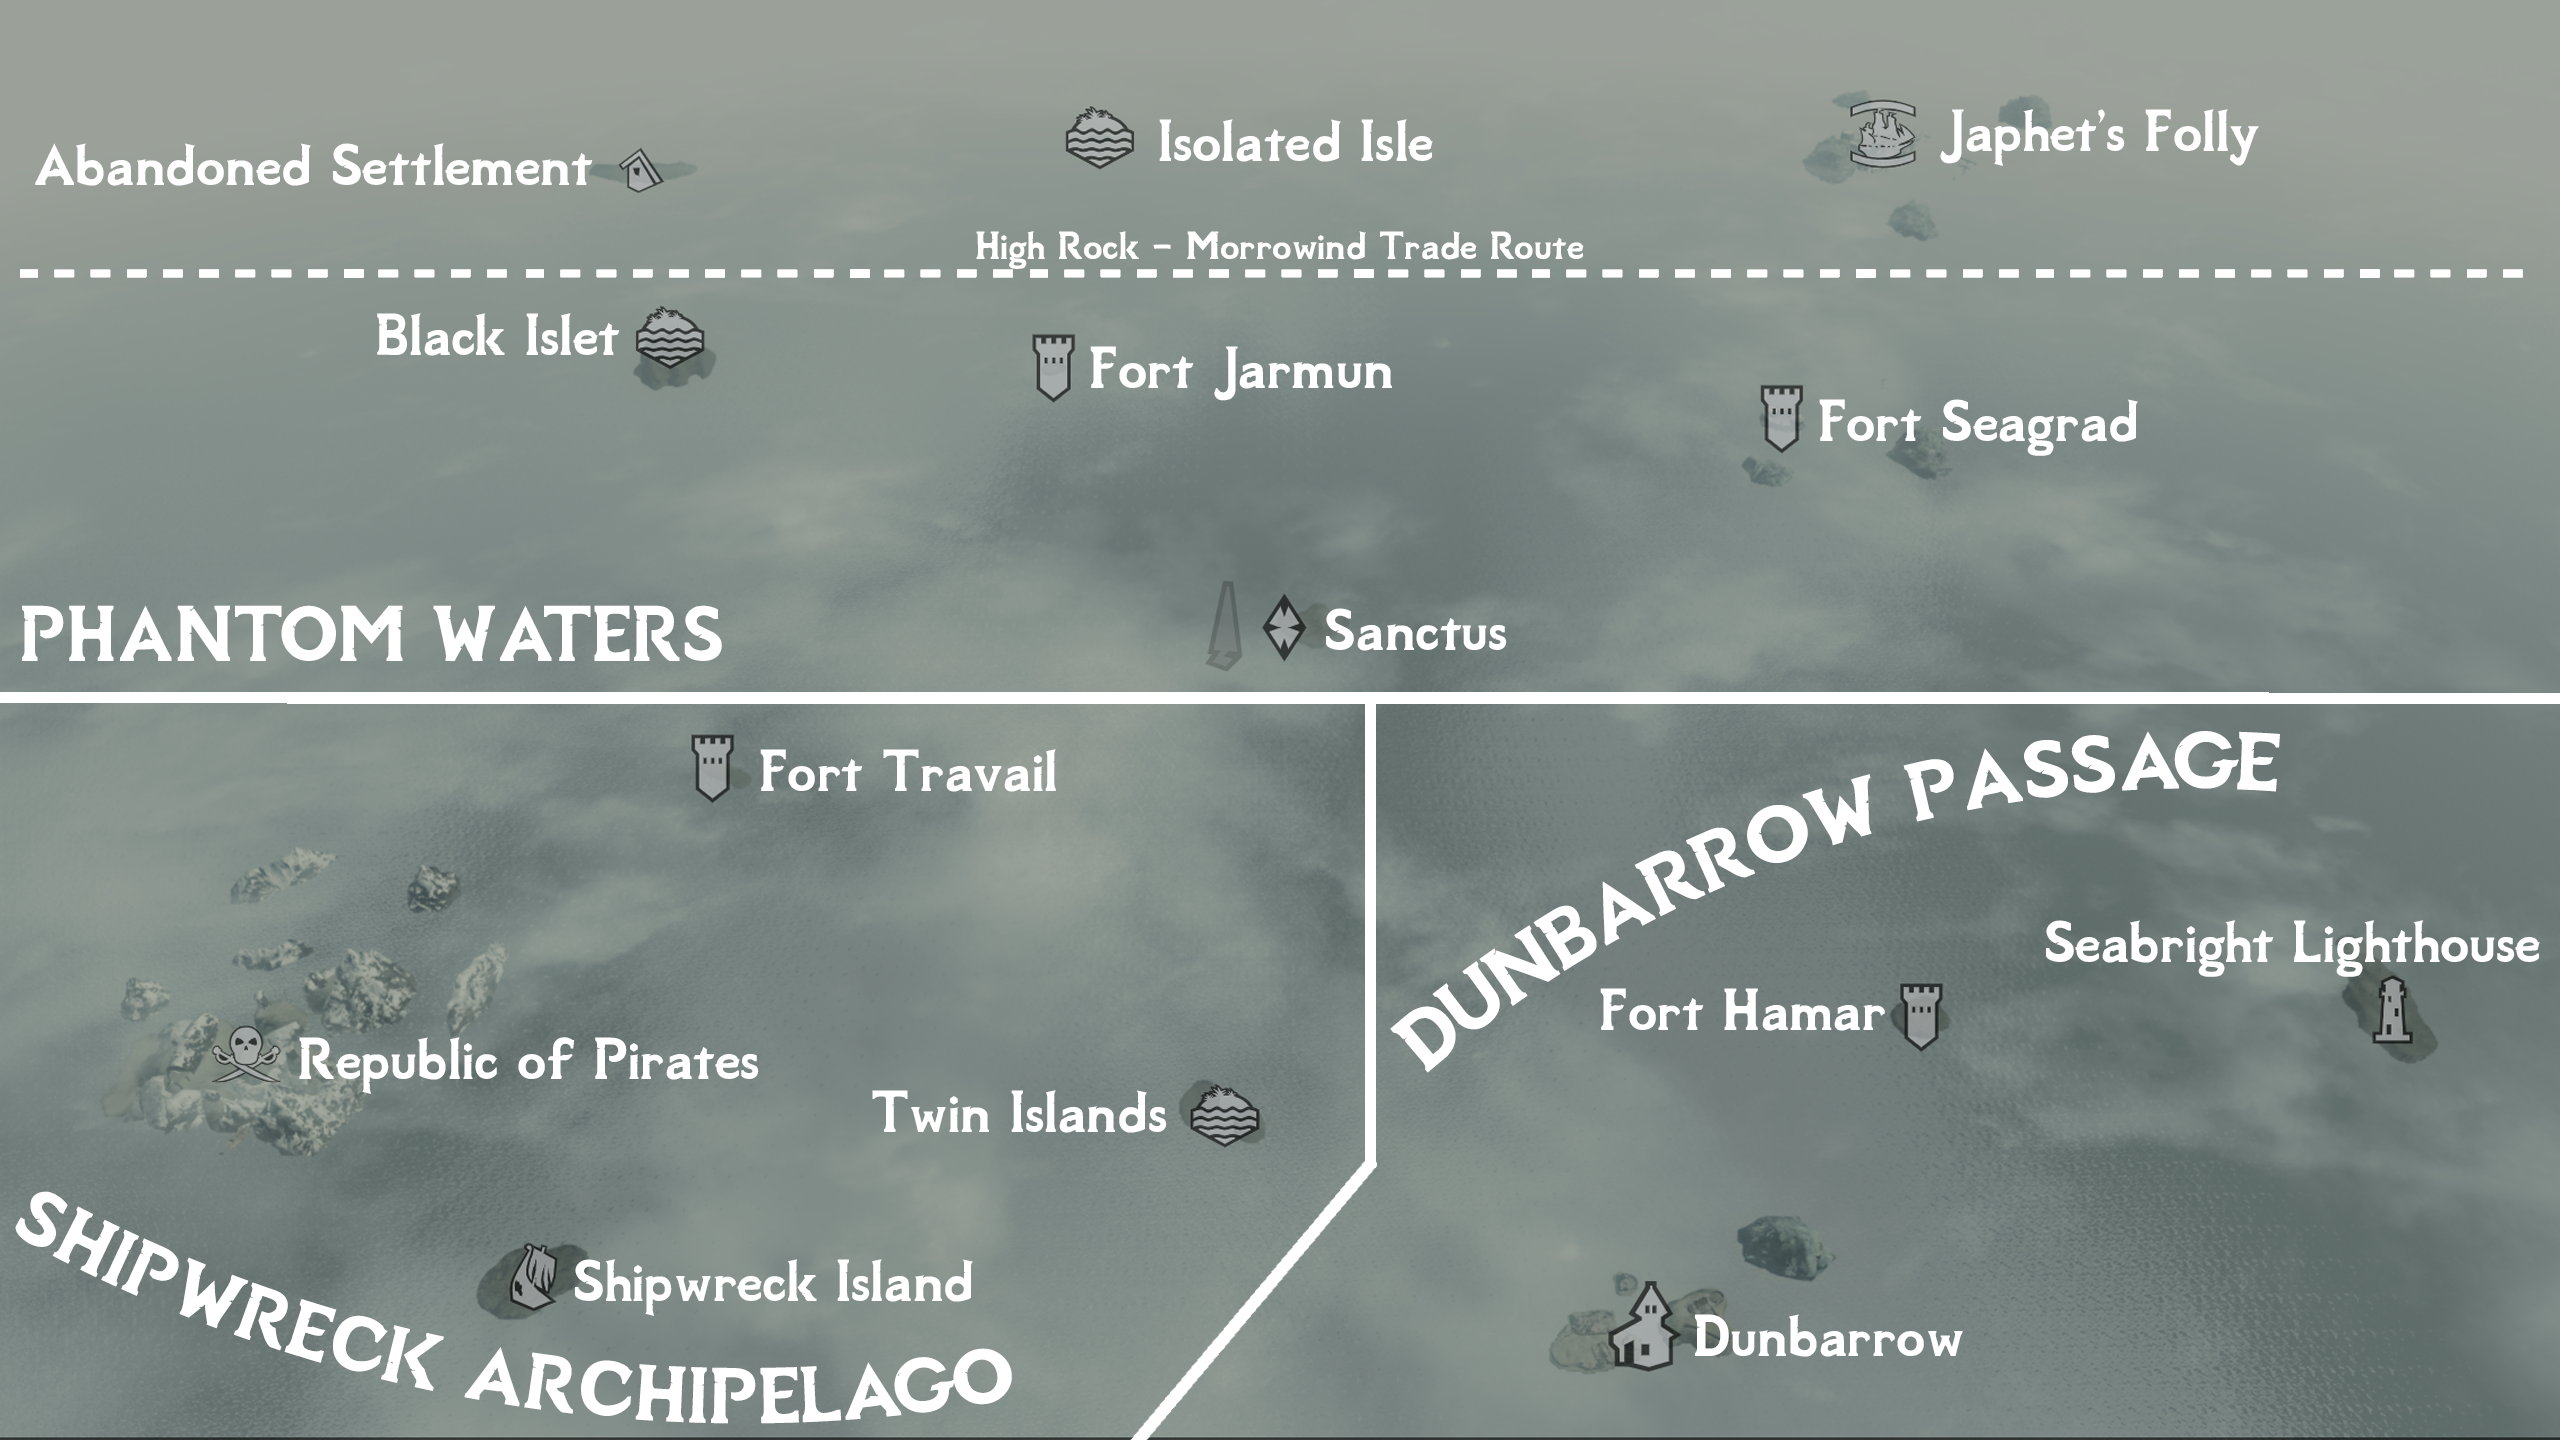 Abandoned Settlement
Isolated Isle
Japhet's Folly
High Rock - Morrowind Trade Route
Black Islet
Fort Jarmun
Fort Seagrad
PHANTOM WATERS
Sanctus
Fort Travail
DUNBARROW PASSAGE
Seabright Lighthouse
Fort Hamar
Republic of Pirates
Twin Islands
SHIPWRECK ARCHIPELAGO
Shipwreck Island
Dunbarrow